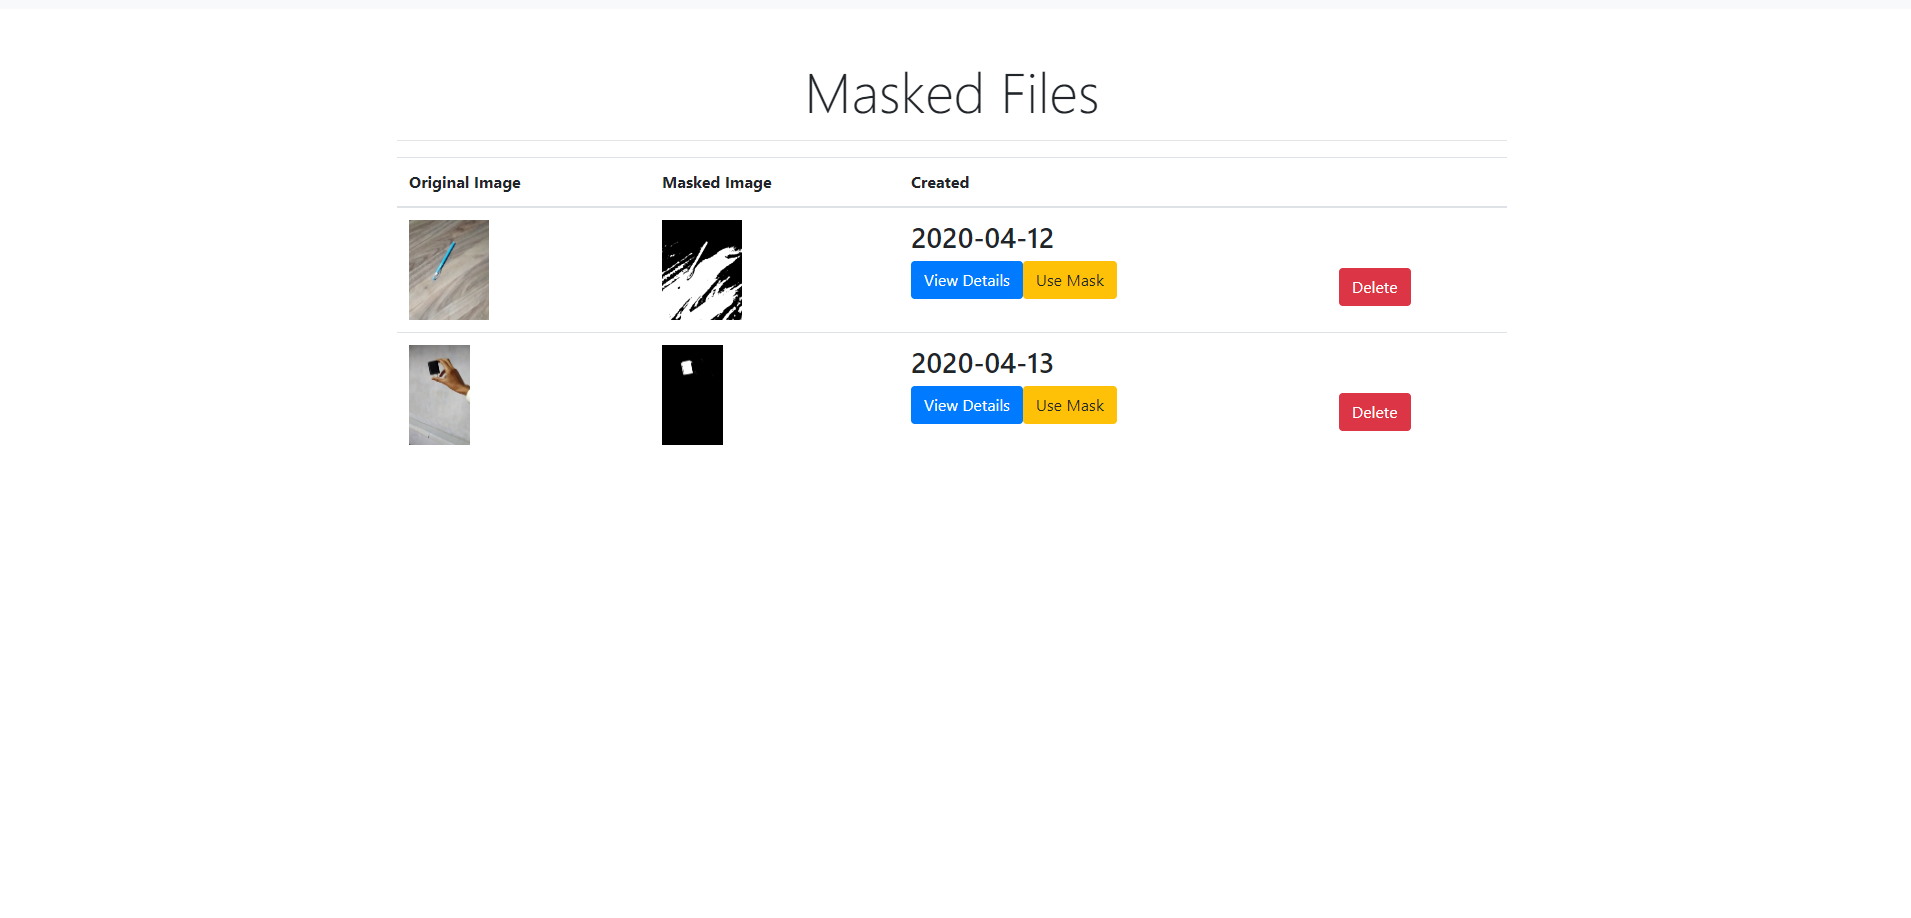 Masked Files
Original Image Masked Image Created
2020-04-12
View Details Use Mask Delete
2020-04-13
View Details Use Mask Delete